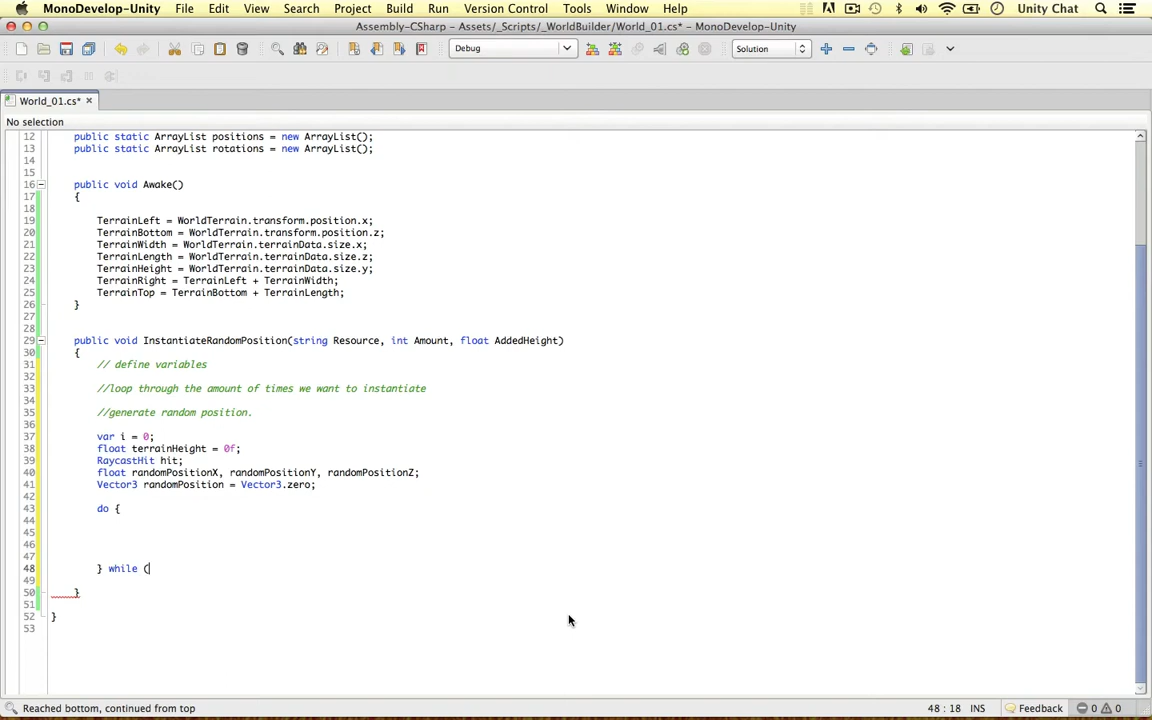 MonoDevelop-Unity File Edit View Search Project Build Run Version Control Tools Window Help Unity Chat
Assembly-CSharp – Assets/_Scripts/_WorldBuilder/World_01.cs* – MonoDevelop-Unity
Debug Solution
World_01.cs*
No selection
12 public static ArrayList positions = new ArrayList();
13 public static ArrayList rotations = new ArrayList();
14
15
16 public void Awake()
17 {
18
19 TerrainLeft = WorldTerrain.transform.position.x;
20 TerrainBottom = WorldTerrain.transform.position.z;
21 TerrainWidth = WorldTerrain.terrainData.size.x;
22 TerrainLength = WorldTerrain.terrainData.size.z;
23 TerrainHeight = WorldTerrain.terrainData.size.y;
24 TerrainRight = TerrainLeft + TerrainWidth;
25 TerrainTop = TerrainBottom + TerrainLength;
26 }
27
28
29 public void InstantiateRandomPosition(string Resource, int Amount, float AddedHeight)
30 {
31 // define variables
32
33 //loop through the amount of times we want to instantiate
34
35 //generate random position.
36
37 var i = 0;
38 float terrainHeight = 0f;
39 RaycastHit hit;
40 float randomPositionX, randomPositionY, randomPositionZ;
41 Vector3 randomPosition = Vector3.zero;
42
43 do {
44
45
46
47
48 } while (
49
50 }
51
52 }
53
Reached bottom, continued from top 48 : 18 INS Feedback 0 0